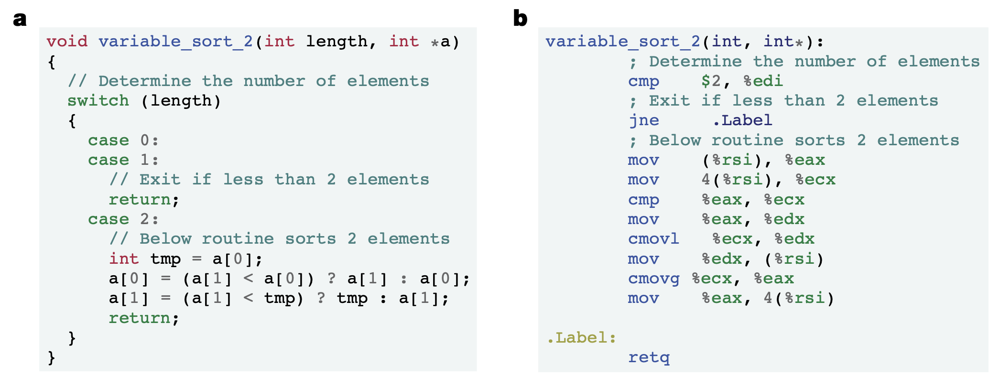 a
void variable_sort_2(int length, int *a)
{
  // Determine the number of elements
  switch (length)
  {
    case 0:
    case 1:
      // Exit if less than 2 elements
      return;
    case 2:
      // Below routine sorts 2 elements
      int tmp = a[0];
      a[0] = (a[1] < a[0]) ? a[1] : a[0];
      a[1] = (a[1] < tmp) ? tmp : a[1];
      return;
  }
}
b
variable_sort_2(int, int*):
        ; Determine the number of elements
        cmp    $2, %edi
        ; Exit if less than 2 elements
        jne     .Label
        ; Below routine sorts 2 elements
        mov    (%rsi), %eax
        mov    4(%rsi), %ecx
        cmp    %eax, %ecx
        mov    %eax, %edx
        cmovl   %ecx, %edx
        mov    %edx, (%rsi)
        cmovg %ecx, %eax
        mov    %eax, 4(%rsi)
.Label:
        retq